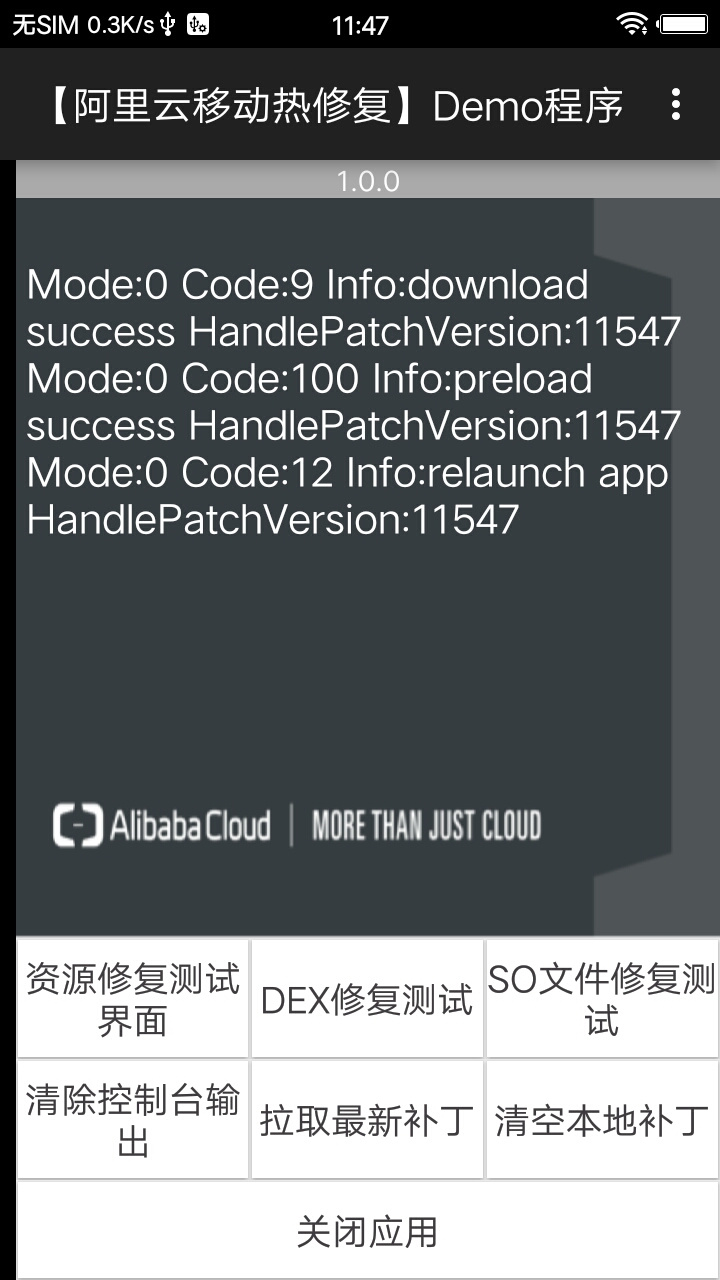 无SIM 0.3K/s 11:47
【阿里云移动热修复】Demo程序
1.0.0
Mode:0 Code:9 Info:download
success HandlePatchVersion:11547
Mode:0 Code:100 Info:preload
success HandlePatchVersion:11547
Mode:0 Code:12 Info:relaunch app
HandlePatchVersion:11547
Alibaba Cloud | MORE THAN JUST CLOUD
资源修复测试
界面
DEX修复测试
SO文件修复测
试
清除控制台输
出
拉取最新补丁
清空本地补丁
关闭应用